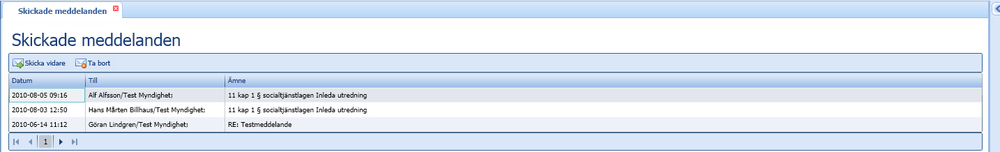 Skickade meddelanden
Skickade meddelanden
Skicka vidare Ta bort
Datum Till Ämne
2010-08-05 09:16 Alf Alfsson/Test Myndighet; 11 kap 1 § socialtjänstlagen Inleda utredning
2010-08-03 12:50 Hans Mårten Billhaus/Test Myndighet; 11 kap 1 § socialtjänstlagen Inleda utredning
2010-06-14 11:12 Göran Lindgren/Test Myndighet; RE: Testmeddelande
1